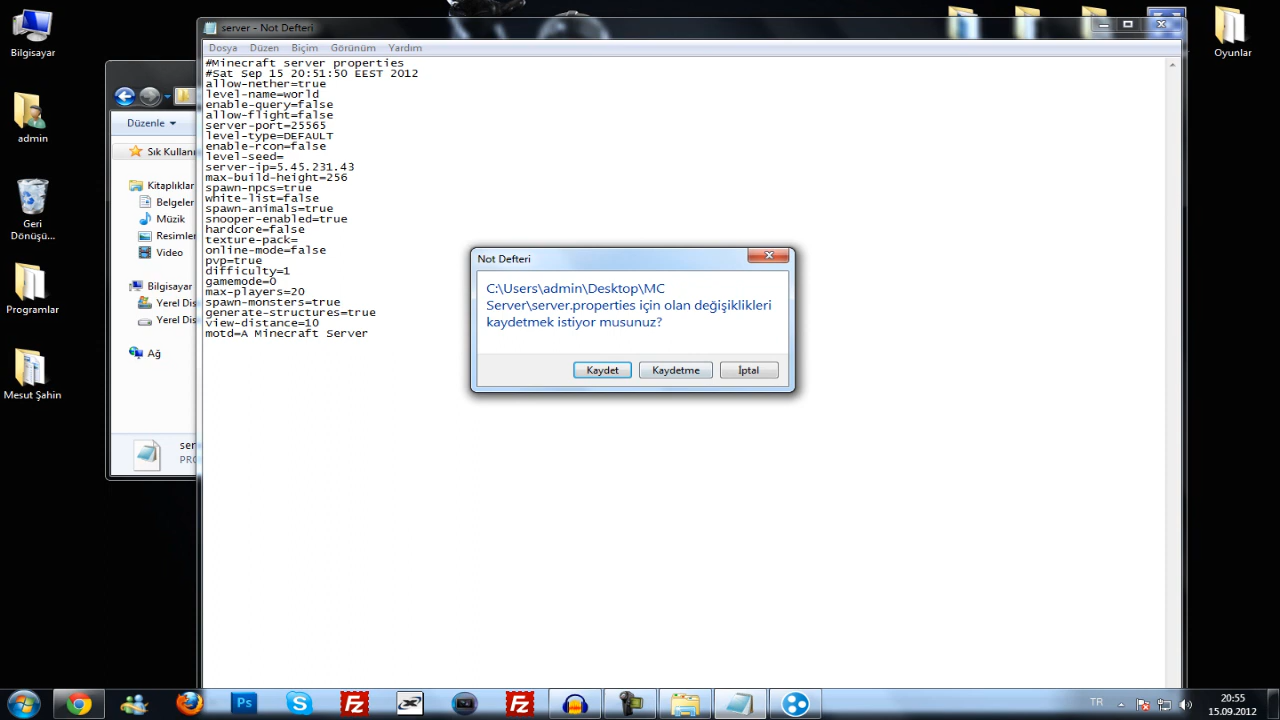 Bilgisayar
admin
Geri
Dönüşü...
Programlar
Mesut Şahin
Oyunlar
Düzenle
Sık Kullanı
Kitaplıklar
Belgeler
Müzik
Resimler
Video
Bilgisayar
Yerel Dis
Yerel Dis
Ağ
ser
PRO
server - Not Defteri
Dosya Düzen Biçim Görünüm Yardım
#Minecraft server properties
#Sat Sep 15 20:51:50 EEST 2012
allow-nether=true
level-name=world
enable-query=false
allow-flight=false
server-port=25565
level-type=DEFAULT
enable-rcon=false
level-seed=
server-ip=5.45.231.43
max-build-height=256
spawn-npcs=true
white-list=false
spawn-animals=true
snooper-enabled=true
hardcore=false
texture-pack=
online-mode=false
pvp=true
difficulty=1
gamemode=0
max-players=20
spawn-monsters=true
generate-structures=true
view-distance=10
motd=A Minecraft Server
Not Defteri
C:\Users\admin\Desktop\MC
Server\server.properties için olan değişiklikleri
kaydetmek istiyor musunuz?
Kaydet Kaydetme İptal
Ps
TR
20:55
15.09.2012